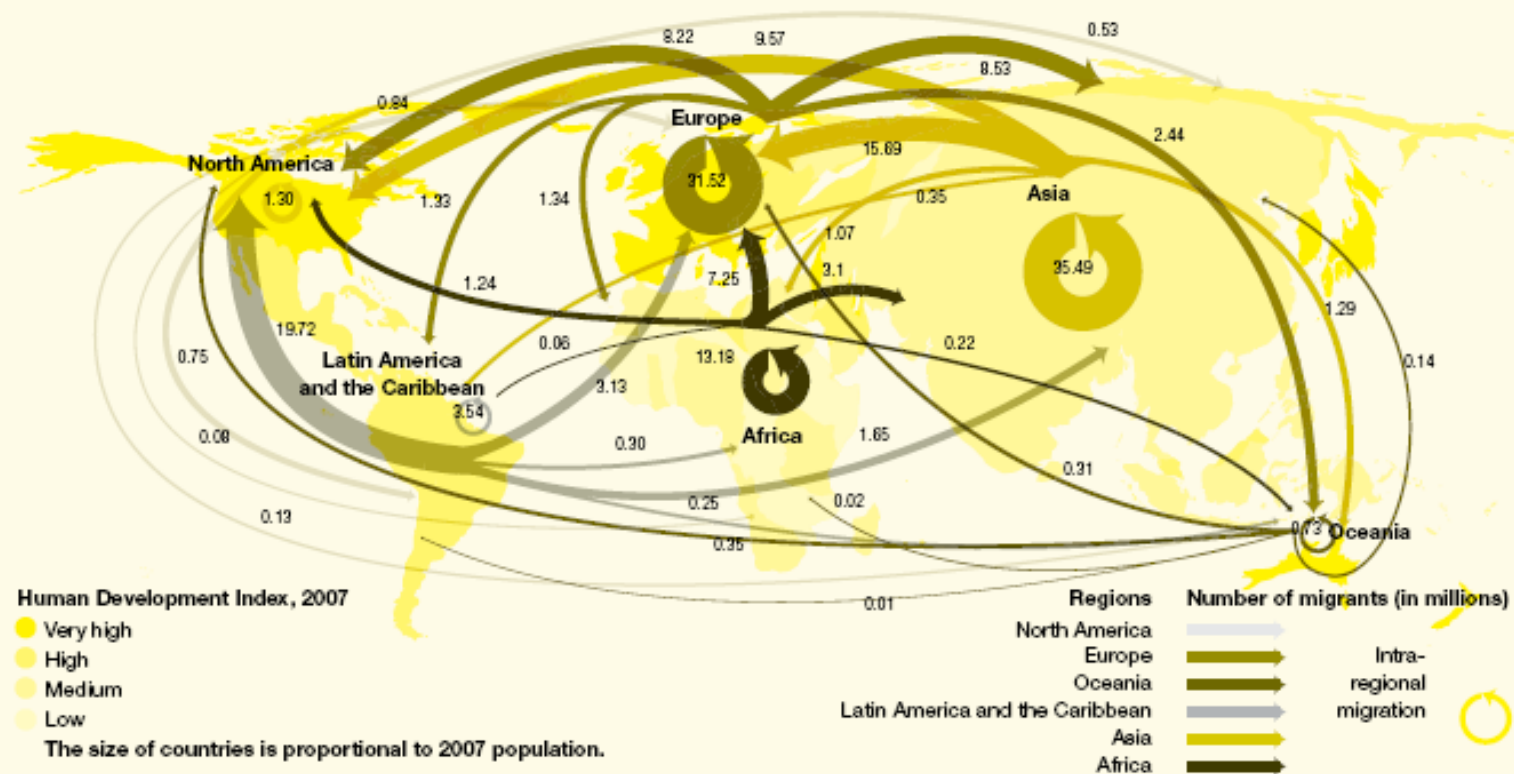 8.22
9.57
0.53
8.53
0.84
Europe
2.44
15.69
North America
31.52
Asia
1.30
1.33
1.34
0.35
1.07
7.25
3.1
35.49
1.24
1.29
19.72
0.06
13.18
0.22
0.75
Latin America
and the Caribbean
3.13
0.14
3.54
Africa
0.08
0.30
1.65
0.31
0.25
0.02
0.13
0.35
0.73 Oceania
0.01
Human Development Index, 2007
Very high
High
Medium
Low
The size of countries is proportional to 2007 population.
Regions Number of migrants (in millions)
North America
Europe
Oceania
Latin America and the Caribbean
Asia
Africa
Intra-
regional
migration